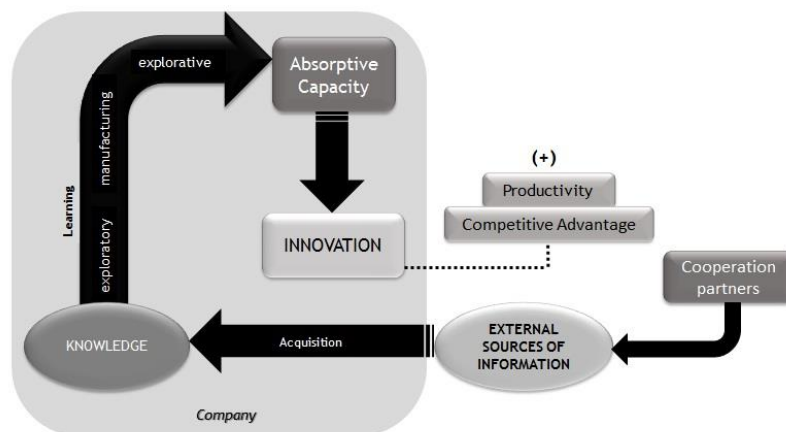 explorative
Absorptive
Capacity
manufacturing
Learning
exploratory
(+)
Productivity
Competitive Advantage
INNOVATION
Cooperation
partners
KNOWLEDGE
Acquisition
EXTERNAL
SOURCES OF
INFORMATION
Company